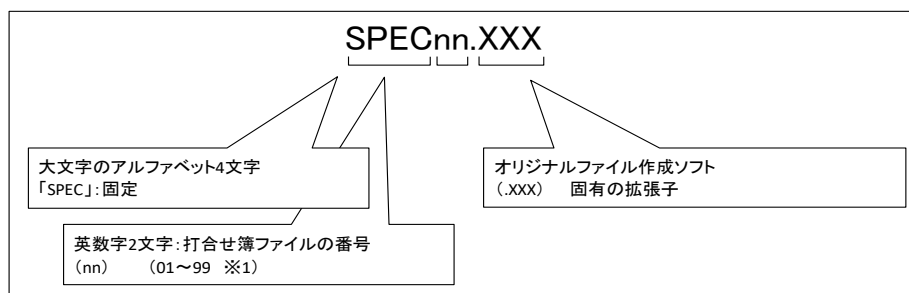 SPECnn.XXX
大文字のアルファベット4文字
「SPEC」：固定
オリジナルファイル作成ソフト
（.XXX）　固有の拡張子
英数字2文字：打合せ簿ファイルの番号
（nn）　　（01～99　※1）